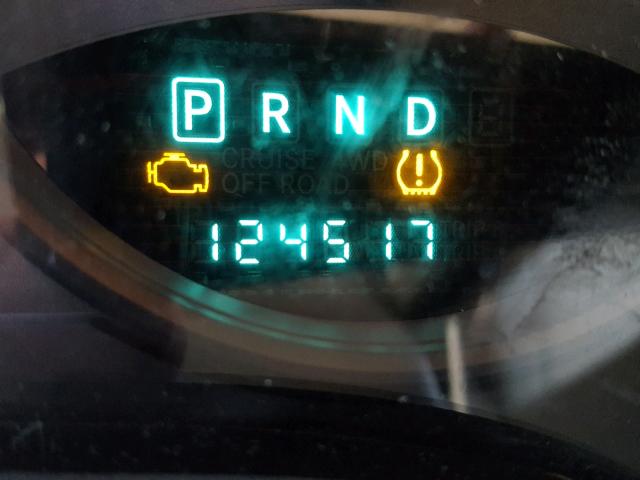 P R N D
CRUISE AWD
OFF ROAD
124517